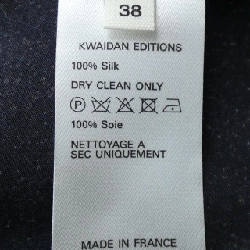 38
KWAIDAN EDITIONS
100% Silk
DRY CLEAN ONLY
P
100% Soie
NETTOYAGE A
SEC UNIQUEMENT
MADE IN FRANCE